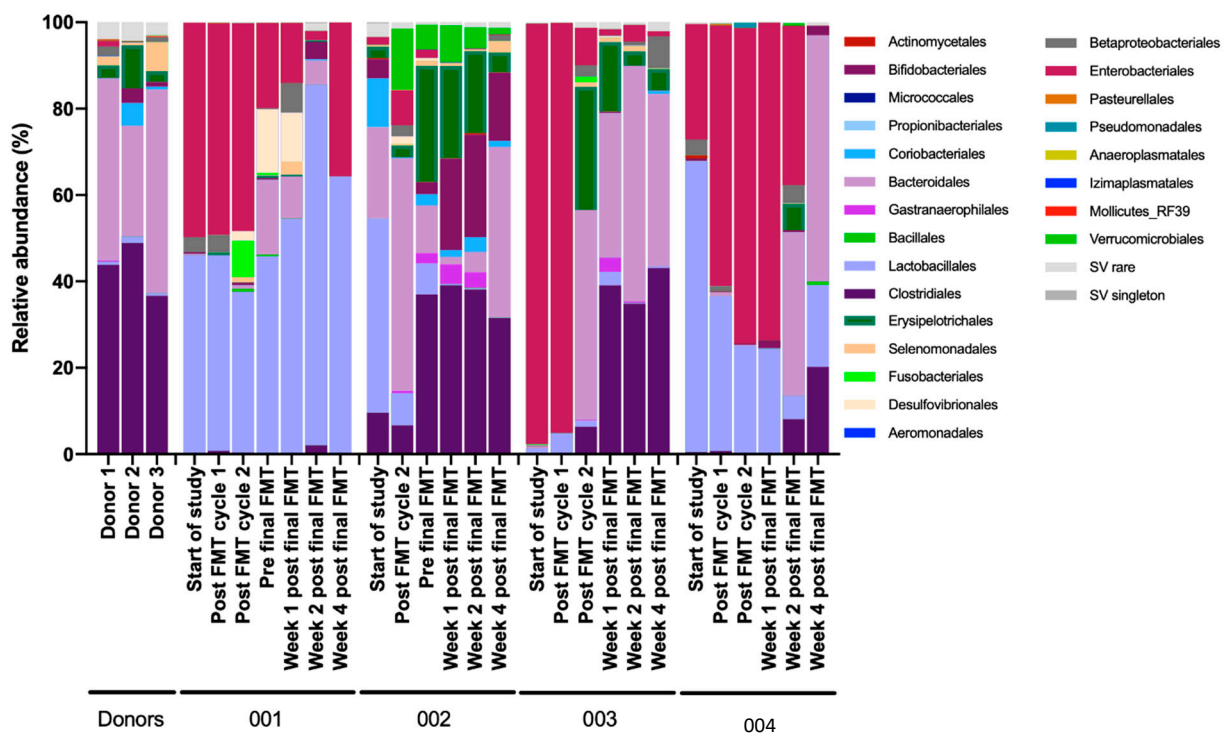 Relative abundance (%)
100
80
60
40
20
0
Donor 1
Donor 2
Donor 3
Start of study
Post FMT cycle 1
Post FMT cycle 2
Pre final FMT
Week 1 post final FMT
Week 2 post final FMT
Week 4 post final FMT
Start of study
Post FMT cycle 2
Pre final FMT
Week 1 post final FMT
Week 2 post final FMT
Week 4 post final FMT
Start of study
Post FMT cycle 1
Post FMT cycle 2
Week 1 post final FMT
Week 2 post final FMT
Week 4 post final FMT
Start of study
Post FMT cycle 1
Post FMT cycle 2
Week 1 post final FMT
Week 2 post final FMT
Week 4 post final FMT
Donors
001
002
003
004
Actinomycetales
Bifidobacteriales
Micrococcales
Propionibacteriales
Coriobacteriales
Bacteroidales
Gastranaerophilales
Bacillales
Lactobacillales
Clostridiales
Erysipelotrichales
Selenomonadales
Fusobacteriales
Desulfovibrionales
Aeromonadales
Betaproteobacteriales
Enterobacteriales
Pasteurellales
Pseudomonadales
Anaeroplasmatales
Izimaplasmatales
Mollicutes_RF39
Verrucomicrobiales
SV rare
SV singleton